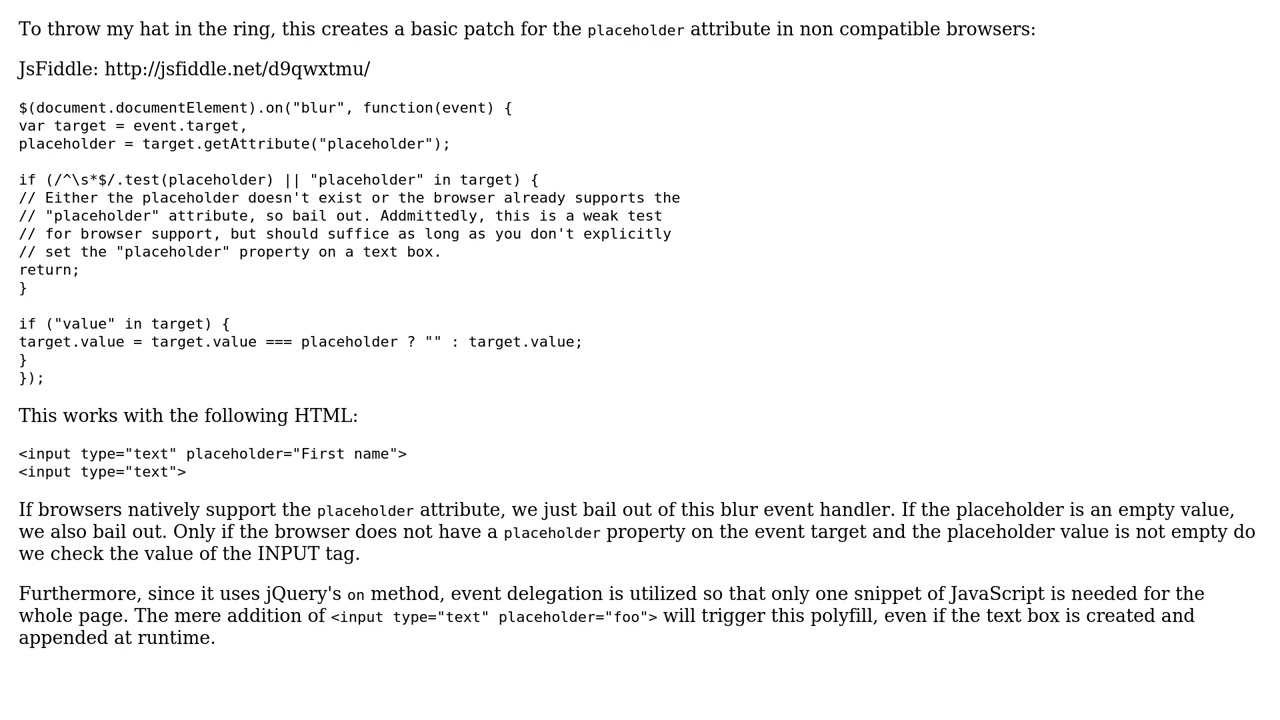 To throw my hat in the ring, this creates a basic patch for the placeholder attribute in non compatible browsers:
JsFiddle: http://jsfiddle.net/d9qwxtmu/
$(document.documentElement).on("blur", function(event) {
var target = event.target,
placeholder = target.getAttribute("placeholder");
if (/^\s*$/.test(placeholder) || "placeholder" in target) {
// Either the placeholder doesn't exist or the browser already supports the
// "placeholder" attribute, so bail out. Addmittedly, this is a weak test
// for browser support, but should suffice as long as you don't explicitly
// set the "placeholder" property on a text box.
return;
}
if ("value" in target) {
target.value = target.value === placeholder ? "" : target.value;
}
});
This works with the following HTML:
<input type="text" placeholder="First name">
<input type="text">
If browsers natively support the placeholder attribute, we just bail out of this blur event handler. If the placeholder is an empty value,
we also bail out. Only if the browser does not have a placeholder property on the event target and the placeholder value is not empty do
we check the value of the INPUT tag.
Furthermore, since it uses jQuery's on method, event delegation is utilized so that only one snippet of JavaScript is needed for the
whole page. The mere addition of <input type="text" placeholder="foo"> will trigger this polyfill, even if the text box is created and
appended at runtime.